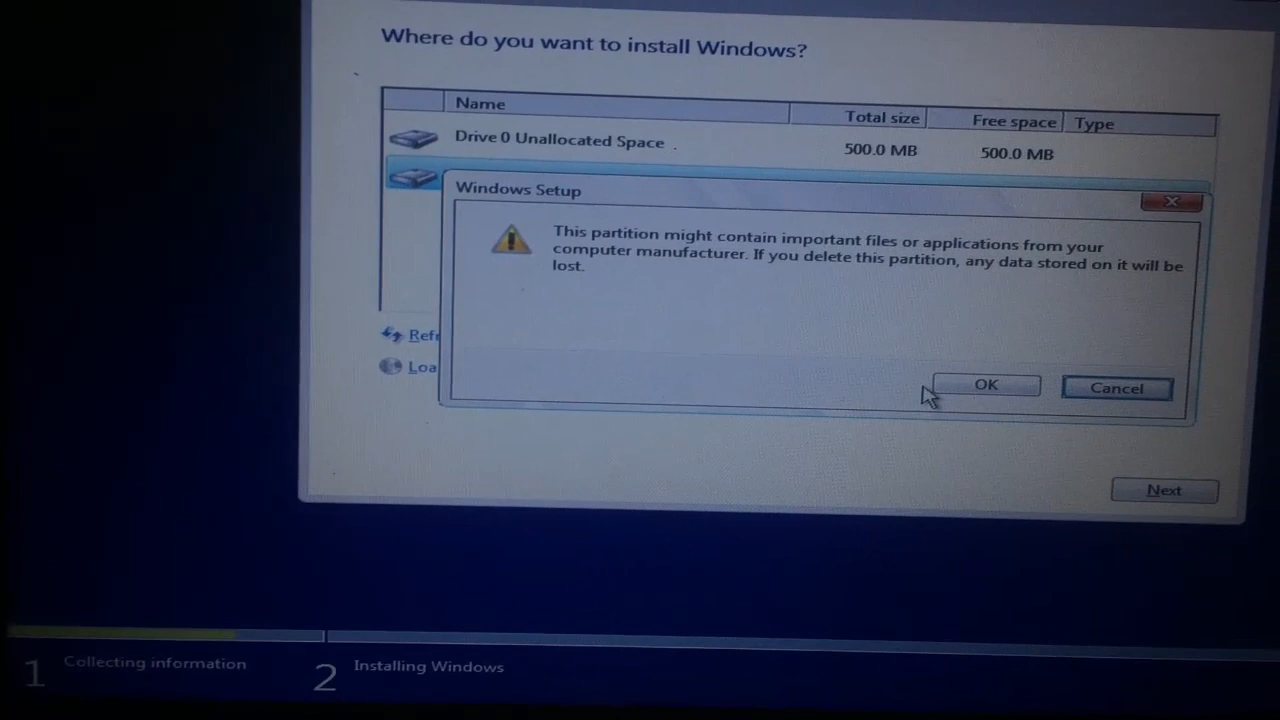 Where do you want to install Windows?
Name Total size Free space Type
Drive 0 Unallocated Space 500.0 MB 500.0 MB
Windows Setup
This partition might contain important files or applications from your
computer manufacturer. If you delete this partition, any data stored on it will be
lost.
Refr
Loa
OK Cancel
Next
1 Collecting information 2 Installing Windows